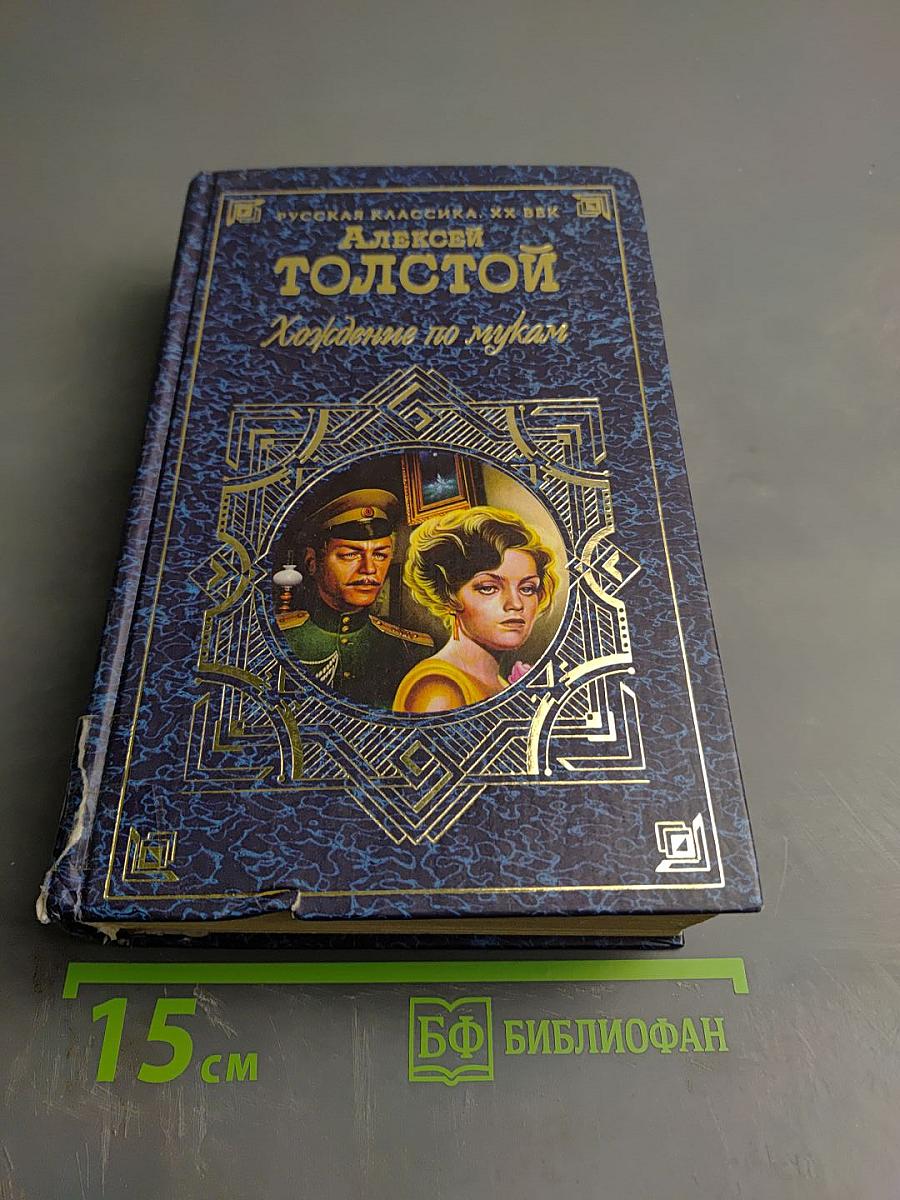 РУССКАЯ КЛАССИКА. XX ВЕК
АЛЕКСЕЙ
ТОЛСТОЙ
Хождение по мукам
15 см
БФ БИБЛИОФАН